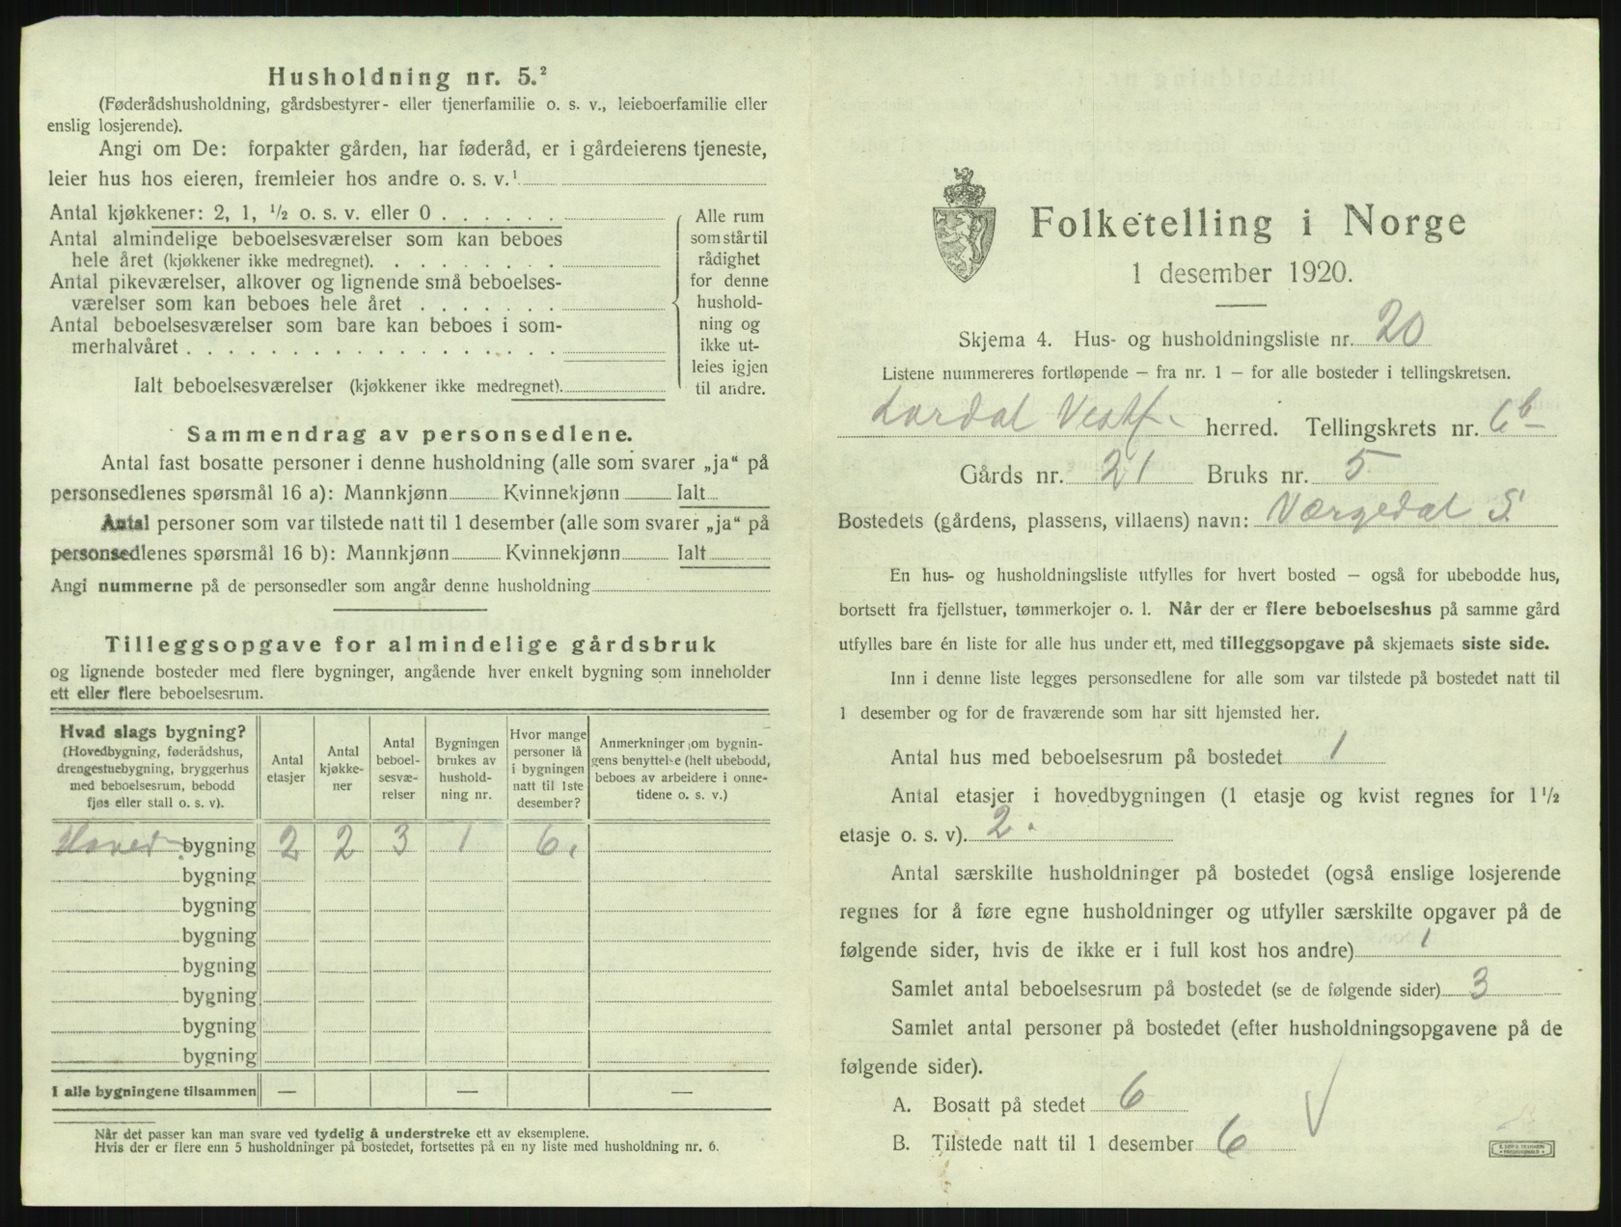 Husholdning nr. 5.²
(Føderådshusholdning, gårdsbestyrer- eller tjenerfamilie o. s. v., leieboerfamilie eller
enslig losjerende).
Angi om De: forpakter gården, har føderåd, er i gårdeierens tjeneste,
leier hus hos eieren, fremleier hos andre o. s. v.¹
Antal kjøkkener: 2, 1, ½ o. s. v. eller 0 . . . . . .
Antal almindelige beboelsesværelser som kan beboes
hele året (kjøkkener ikke medregnet). . . . . . . . .
Antal pikeværelser, alkover og lignende små beboelses-
værelser som kan beboes hele året . . . . . . .
Antal beboelsesværelser som bare kan beboes i som-
merhalvåret . . . . . . . . . . . . . . . . . .
Ialt beboelsesværelser (kjøkkener ikke medregnet).
Alle rum
som står til
rådighet
for denne
hushold-
ning og
ikke ut-
leies igjen
til andre.
Sammendrag av personsedlene.
Antal fast bosatte personer i denne husholdning (alle som svarer „ja“ på
personsedlenes spørsmål 16 a): Mannkjønn Kvinnekjønn Ialt
Antal personer som var tilstede natt til 1 desember (alle som svarer „ja“ på
personsedlenes spørsmål 16 b): Mannkjønn Kvinnekjønn Ialt
Angi nummerne på de personsedler som angår denne husholdning
Tilleggsopgave for almindelige gårdsbruk
og lignende bosteder med flere bygninger, angående hver enkelt bygning som inneholder
ett eller flere beboelsesrum.
Hvad slags bygning?
(Hovedbygning, føderådshus,
drengestuebygning, bryggerhus
med beboelsesrum, bebodd
fjøs eller stall o. s. v).
Antal
etasjer
Antal
kjøkke-
ner
Antal
beboel-
sesvæ-
relser
Bygningen
brukes av
hushold-
ning nr.
Hvor mange
personer lå
i bygningen
natt til 1ste
desember?
Anmerkninger om bygnin-
gens benyttelse (helt ubebodd,
beboes av arbeidere i onne-
tidene o. s. v.)
Hoved bygning 2 2 3 1 6.
bygning
bygning
bygning
bygning
bygning
bygning
bygning
I alle bygningene tilsammen — — —
Når det passer kan man svare ved tydelig å understreke ett av eksemplene.
Hvis der er flere enn 5 husholdninger på bostedet, fortsettes på en ny liste med husholdning nr. 6.
Folketelling i Norge
1 desember 1920.
Skjema 4. Hus- og husholdningsliste nr. 20
Listene nummereres fortløpende — fra nr. 1 — for alle bosteder i tellingskretsen.
Lardal Vestf. herred. Tellingskrets nr. 6b
Gårds nr. 21 Bruks nr. 5
Bostedets (gårdens, plassens, villaens) navn: Værgedal S.
En hus- og husholdningsliste utfylles for hvert bosted — også for ubebodde hus,
bortsett fra fjellstuer, tømmerkojer o. l. Når der er flere beboelseshus på samme gård
utfylles bare én liste for alle hus under ett, med tilleggsopgave på skjemaets siste side.
Inn i denne liste legges personsedlene for alle som var tilstede på bostedet natt til
1 desember og for de fraværende som har sitt hjemsted her.
Antal hus med beboelsesrum på bostedet 1
Antal etasjer i hovedbygningen (1 etasje og kvist regnes for 1½
etasje o. s. v). 2.
Antal særskilte husholdninger på bostedet (også enslige losjerende
regnes for å føre egne husholdninger og utfyller særskilte opgaver på de
følgende sider, hvis de ikke er i full kost hos andre) 1
Samlet antal beboelsesrum på bostedet (se de følgende sider) 3
Samlet antal personer på bostedet (efter husholdningsopgavene på de
følgende sider).
A. Bosatt på stedet 6
B. Tilstede natt til 1 desember 6